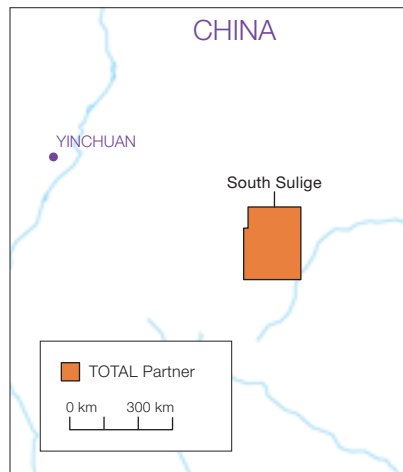 CHINA
YINCHUAN
South Sulige
TOTAL Partner
0 km 300 km